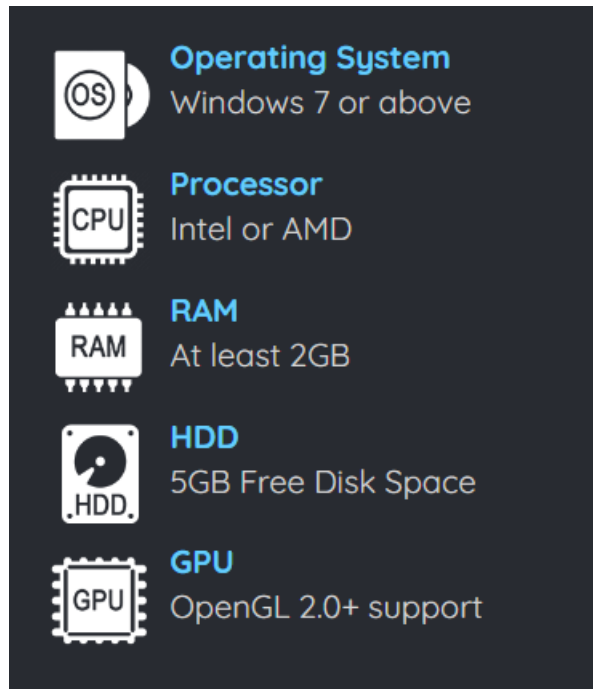 OS
Operating System
Windows 7 or above
CPU
Processor
Intel or AMD
RAM
RAM
At least 2GB
HDD
HDD
5GB Free Disk Space
GPU
GPU
OpenGL 2.0+ support